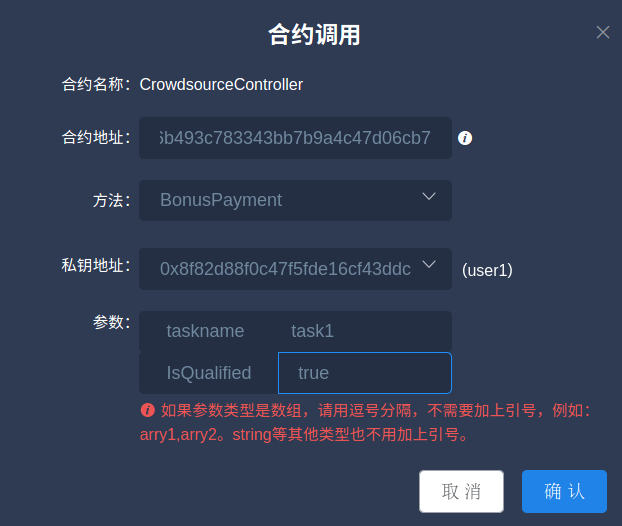 合约调用
合约名称：CrowdsourceController
合约地址：6b493c783343bb7b9a4c47d06cb7
方法：BonusPayment
私钥地址：0x8f82d88f0c47f5fde16cf43ddc (user1)
参数：taskname task1
IsQualified true
如果参数类型是数组，请用逗号分隔，不需要加上引号，例如：
arry1,arry2。string等其他类型也不用加上引号。
取消 确认